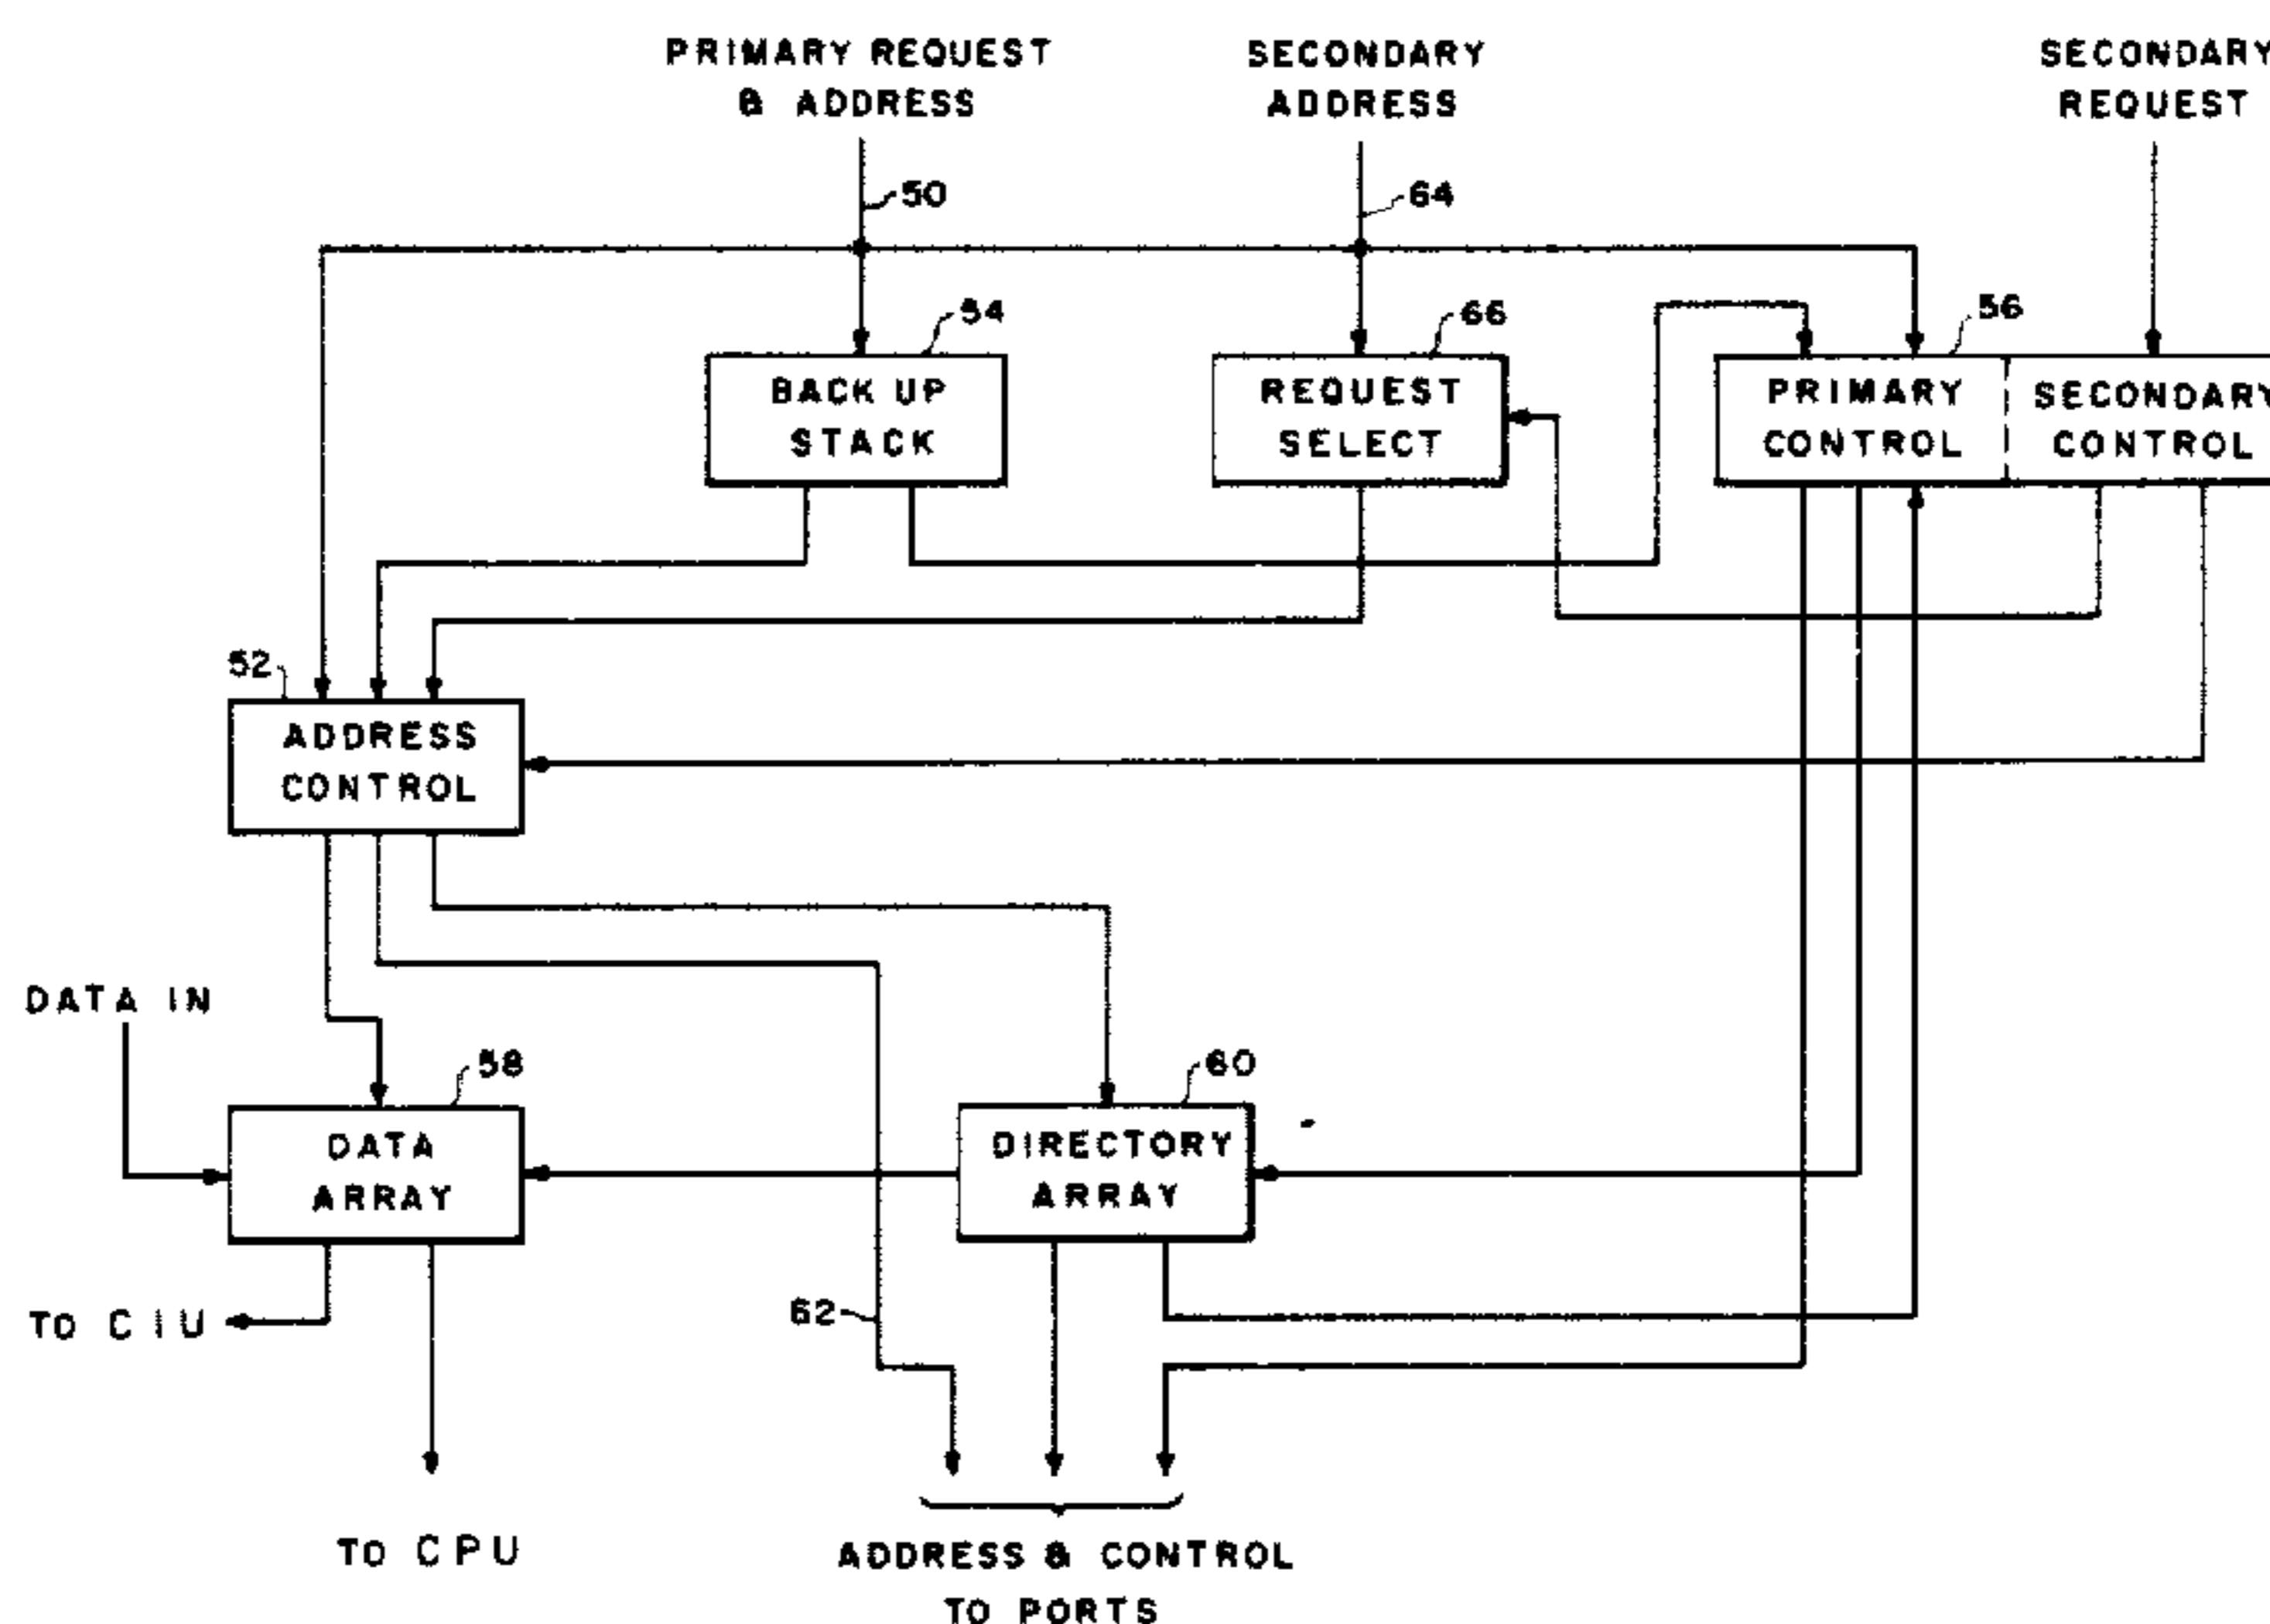 PRIMARY REQUEST
& ADDRESS
SECONDARY
ADDRESS
SECONDARY
REQUEST
50
64
54
66
56
BACK UP
STACK
REQUEST
SELECT
PRIMARY
CONTROL
SECONDARY
CONTROL
52
ADDRESS
CONTROL
DATA IN
58
60
DATA
ARRAY
DIRECTORY
ARRAY
62
TO CIU
TO CPU
ADDRESS & CONTROL
TO PORTS